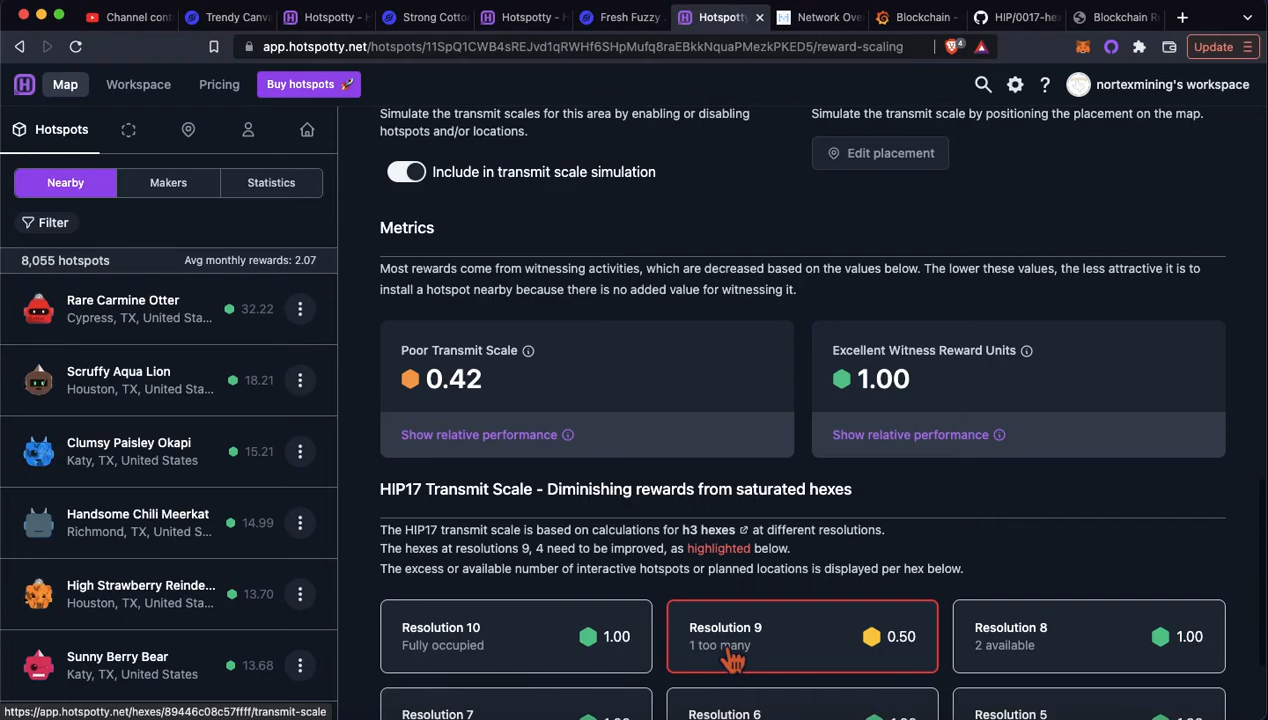 Channel cont
Trendy Canv
Hotspotty - H
Strong Cotto
Hotspotty - H
Fresh Fuzzy
Hotspotty
Network Ove
Blockchain -
HIP/0017-hex
Blockchain R
app.hotspotty.net/hotspots/11SpQ1CWB4sREJvd1qRWHf6SHpMufq8raEBkkNquaPMezkPKED5/reward-scaling
4
Update
Map
Workspace
Pricing
Buy hotspots 🚀
nortexmining's workspace
Hotspots
Nearby
Makers
Statistics
Filter
8,055 hotspots
Avg monthly rewards: 2.07
Rare Carmine Otter
Cypress, TX, United Sta...
32.22
Scruffy Aqua Lion
Houston, TX, United Sta...
18.21
Clumsy Paisley Okapi
Katy, TX, United States
15.21
Handsome Chili Meerkat
Richmond, TX, United S...
14.99
High Strawberry Reinde...
Houston, TX, United Sta...
13.70
Sunny Berry Bear
Katy, TX, United States
13.68
https://app.hotspotty.net/hexes/89446c08c57ffff/transmit-scale
Simulate the transmit scales for this area by enabling or disabling
hotspots and/or locations.
Include in transmit scale simulation
Simulate the transmit scale by positioning the placement on the map.
Edit placement
Metrics
Most rewards come from witnessing activities, which are decreased based on the values below. The lower these values, the less attractive it is to
install a hotspot nearby because there is no added value for witnessing it.
Poor Transmit Scale
0.42
Show relative performance
Excellent Witness Reward Units
1.00
Show relative performance
HIP17 Transmit Scale - Diminishing rewards from saturated hexes
The HIP17 transmit scale is based on calculations for h3 hexes at different resolutions.
The hexes at resolutions 9, 4 need to be improved, as highlighted below.
The excess or available number of interactive hotspots or planned locations is displayed per hex below.
Resolution 10
Fully occupied
1.00
Resolution 9
1 too many
0.50
Resolution 8
2 available
1.00
Resolution 7
Resolution 6
Resolution 5